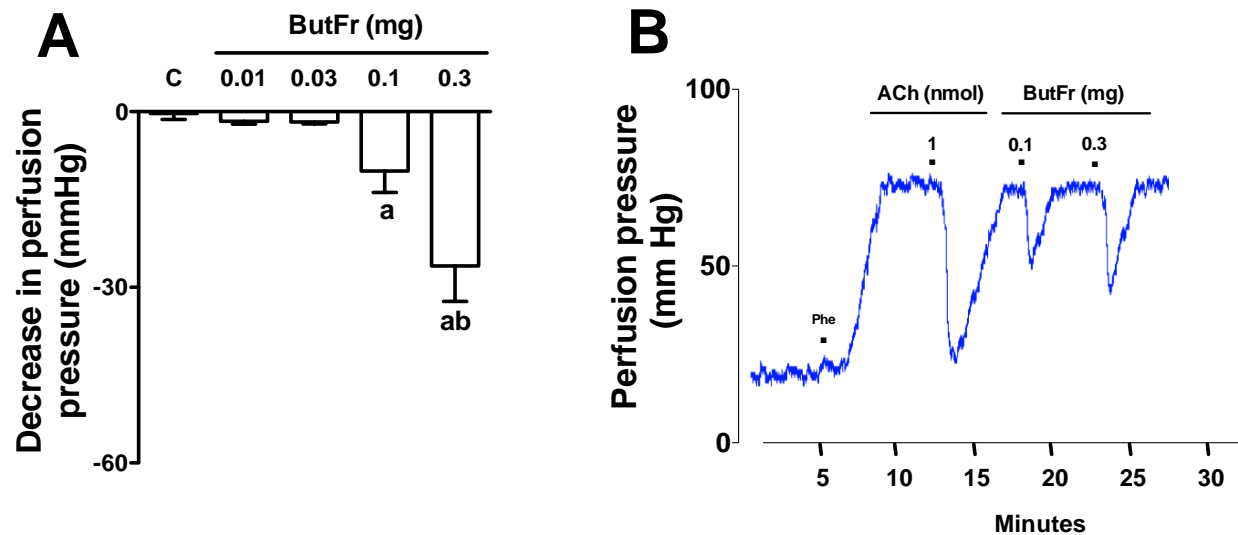 A
ButFr (mg)
C 0.01 0.03 0.1 0.3
0
-30
-60
Decrease in perfusion
pressure (mmHg)
a
ab
B
100
50
0
Perfusion pressure
(mm Hg)
ACh (nmol) ButFr (mg)
1 0.1 0.3
Phe
5 10 15 20 25 30
Minutes